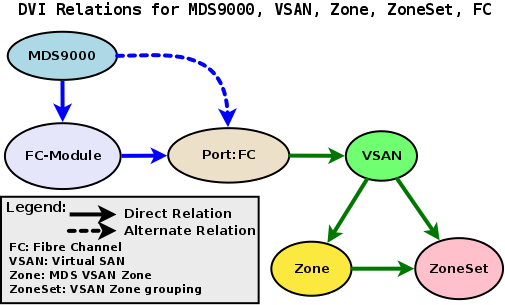 DVI Relations for MDS9000, VSAN, Zone, ZoneSet, FC
MDS9000
FC-Module
Port:FC
VSAN
Legend:
Direct Relation
Alternate Relation
FC: Fibre Channel
VSAN: Virtual SAN
Zone: MDS VSAN Zone
ZoneSet: VSAN Zone grouping
Zone
ZoneSet